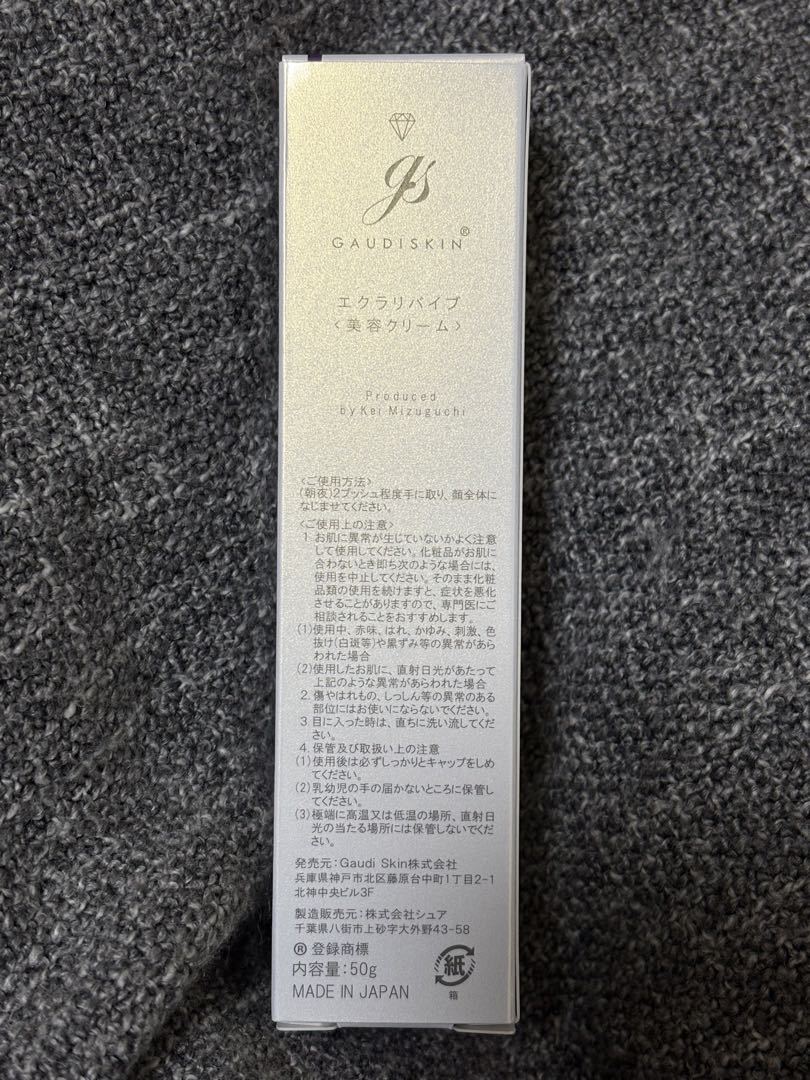 gs
GAUDISKIN®
エクラリバイブ
〈美容クリーム〉
Produced
by Kei Mizuguchi
〈ご使用方法〉
(朝夜)2プッシュ程度手に取り、顔全体に
なじませてください。
〈ご使用上の注意〉
1 お肌に異常が生じていないかよく注意
して使用してください。化粧品がお肌に
合わないとき即ち次のような場合には、
使用を中止してください。そのまま化粧
品類の使用を続けますと、症状を悪化
させることがありますので、専門医にご
相談されることをおすすめします。
(1)使用中、赤味、はれ、かゆみ、刺激、色
抜け(白斑等)や黒ずみ等の異常があら
われた場合
(2)使用したお肌に、直射日光があたって
上記のような異常があらわれた場合
2. 傷やはれもの、しっしん等の異常のある
部位にはお使いにならないでください。
3 目に入った時は、直ちに洗い流してくだ
さい。
4. 保管及び取扱い上の注意
(1)使用後は必ずしっかりとキャップをしめ
てください。
(2)乳幼児の手の届かないところに保管し
てください。
(3)極端に高温又は低温の場所、直射日
光の当たる場所には保管しないでくだ
さい。
発売元:Gaudi Skin株式会社
兵庫県神戸市北区藤原台中町1丁目2-1
北神中央ビル3F
製造販売元:株式会社シュア
千葉県八街市上砂字大外野43-58
®登録商標
内容量:50g
MADE IN JAPAN
紙
箱